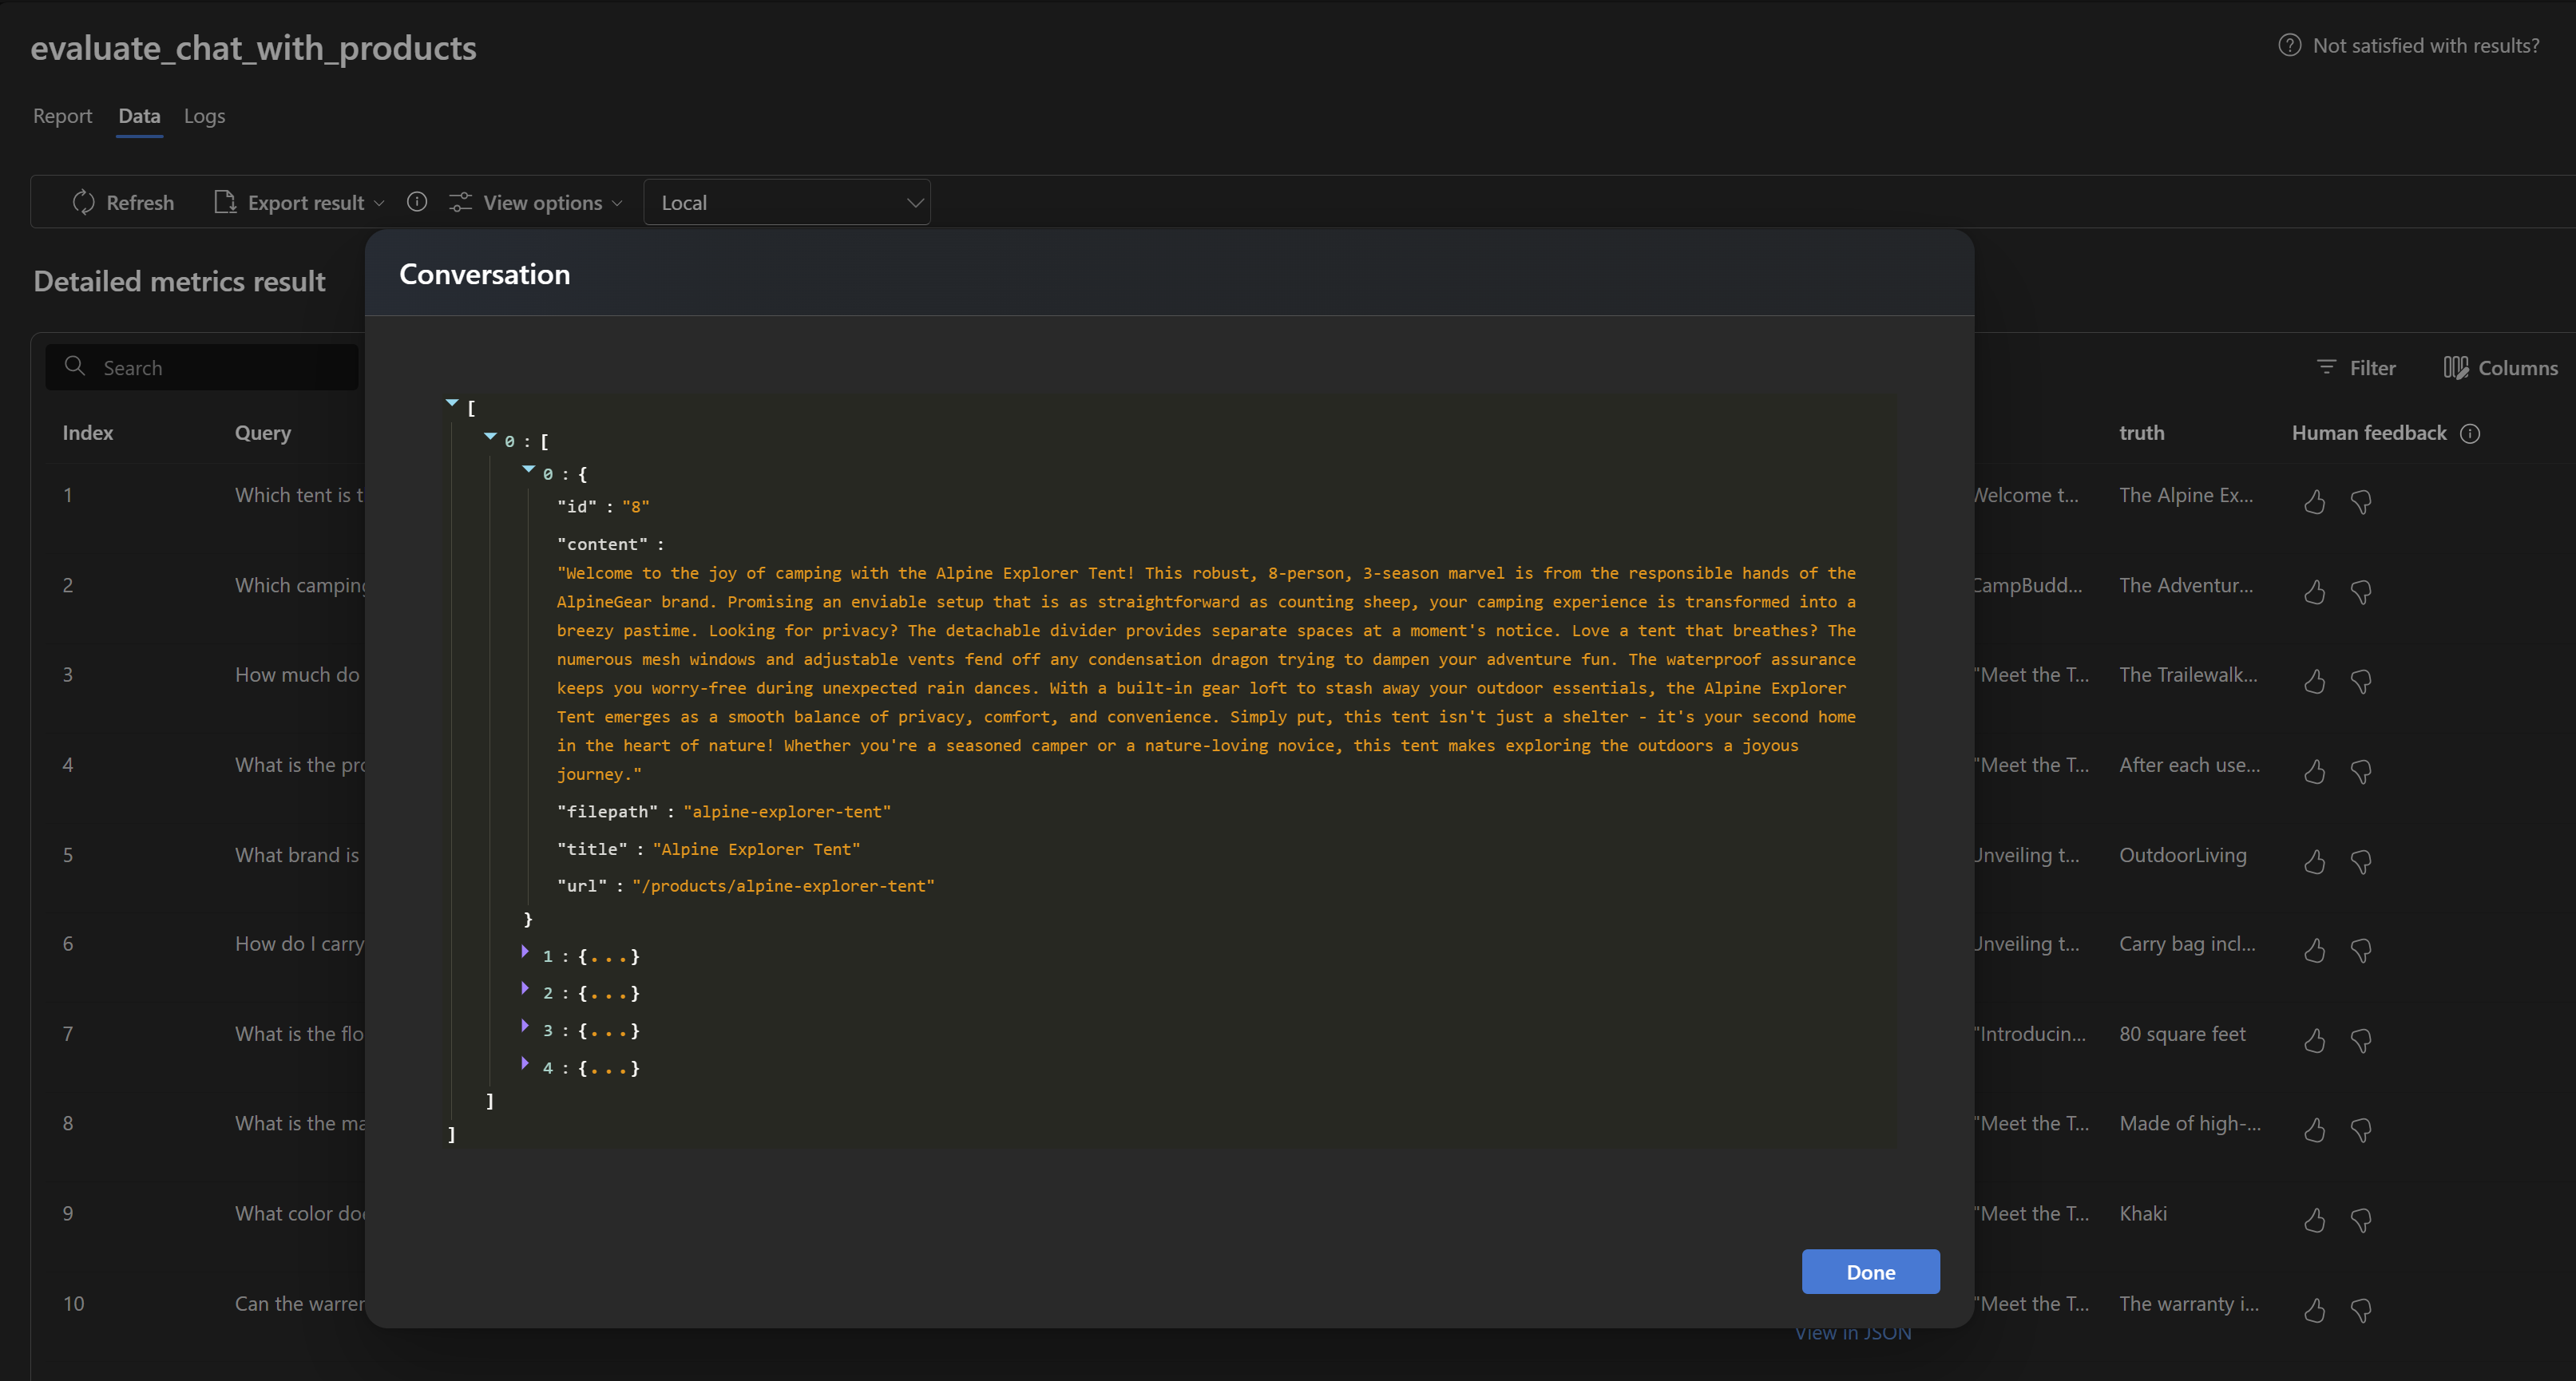 evaluate_chat_with_products
Not satisfied with results?
Report Data Logs
Refresh Export result View options Local
Detailed metrics result
Conversation
Search
Filter Columns
Index Query truth Human feedback
[
0 : [
0 : {
"id" : "8"
"content" :
"Welcome to the joy of camping with the Alpine Explorer Tent! This robust, 8-person, 3-season marvel is from the responsible hands of the
AlpineGear brand. Promising an enviable setup that is as straightforward as counting sheep, your camping experience is transformed into a
breezy pastime. Looking for privacy? The detachable divider provides separate spaces at a moment's notice. Love a tent that breathes? The
numerous mesh windows and adjustable vents fend off any condensation dragon trying to dampen your adventure fun. The waterproof assurance
keeps you worry-free during unexpected rain dances. With a built-in gear loft to stash away your outdoor essentials, the Alpine Explorer
Tent emerges as a smooth balance of privacy, comfort, and convenience. Simply put, this tent isn't just a shelter - it's your second home
in the heart of nature! Whether you're a seasoned camper or a nature-loving novice, this tent makes exploring the outdoors a joyous
journey."
"filepath" : "alpine-explorer-tent"
"title" : "Alpine Explorer Tent"
"url" : "/products/alpine-explorer-tent"
}
1 : {...}
2 : {...}
3 : {...}
4 : {...}
]
]
Done
1 Which tent is t Welcome t... The Alpine Ex...
2 Which camping CampBudd... The Adventur...
3 How much do "Meet the T... The Trailewalk...
4 What is the pro "Meet the T... After each use...
5 What brand is Unveiling t... OutdoorLiving
6 How do I carry Unveiling t... Carry bag incl...
7 What is the flo "Introducin... 80 square feet
8 What is the ma "Meet the T... Made of high-...
9 What color doe "Meet the T... Khaki
10 Can the warren "Meet the T... The warranty i...
View in JSON